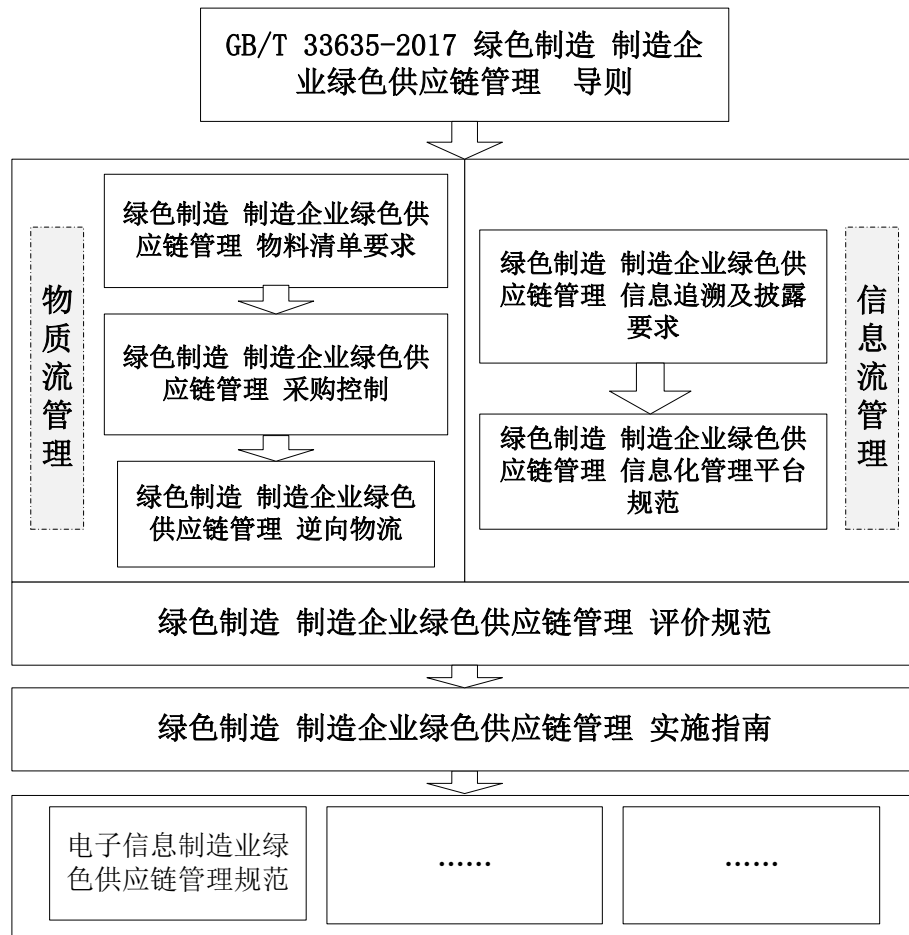 GB/T 33635-2017 绿色制造 制造企
业绿色供应链管理 导则
物质流管理
绿色制造 制造企业绿色供
应链管理 物料清单要求
绿色制造 制造企业绿色供
应链管理 采购控制
绿色制造 制造企业绿色
供应链管理 逆向物流
绿色制造 制造企业绿色供
应链管理 信息追溯及披露
要求
绿色制造 制造企业绿色供
应链管理 信息化管理平台
规范
信息流管理
绿色制造 制造企业绿色供应链管理 评价规范
绿色制造 制造企业绿色供应链管理 实施指南
电子信息制造业绿
色供应链管理规范
......
......